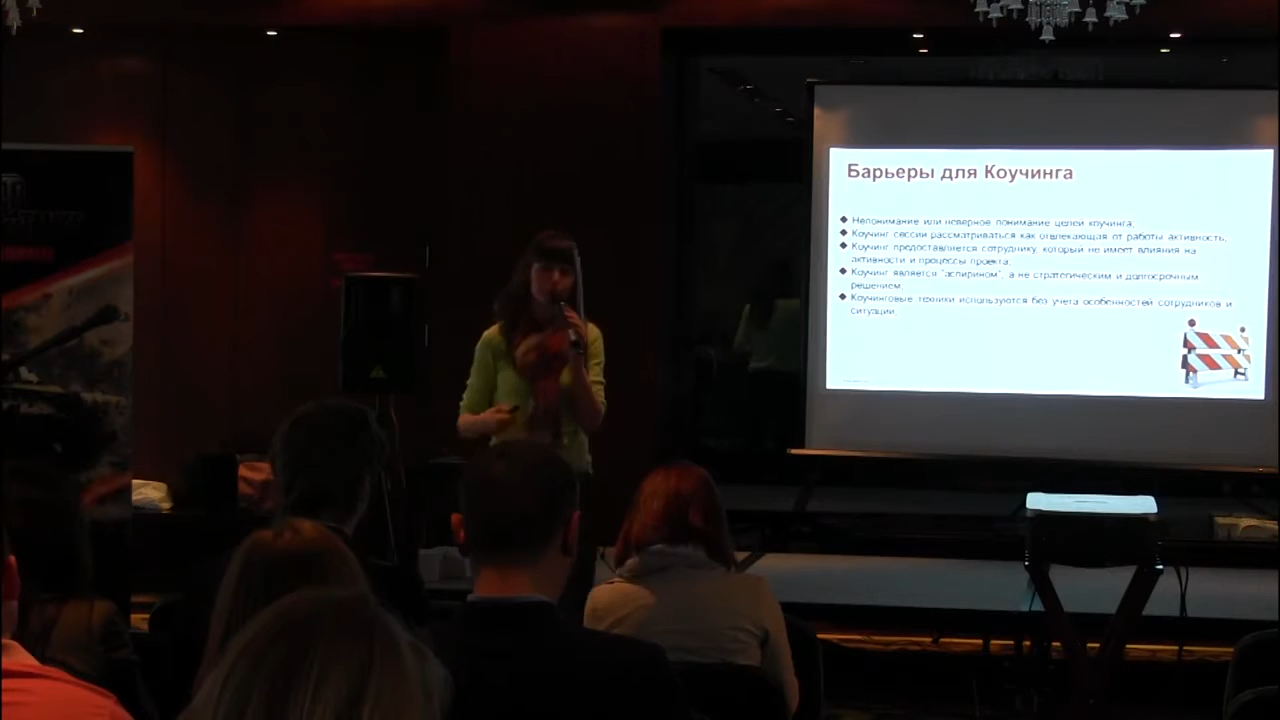 Барьеры для Коучинга
Непонимание или неверное понимание целей коучинга.
Коучинг сессии рассматриваться как отвлекающая от работы активность.
Коучинг предоставляется сотруднику, который не имеет влияния на
активности и процессы проекта.
Коучинг является "аспирином", а не стратегическим и долгосрочным
решением.
Коучинговые техники используются без учета особенностей сотрудников и
ситуации.